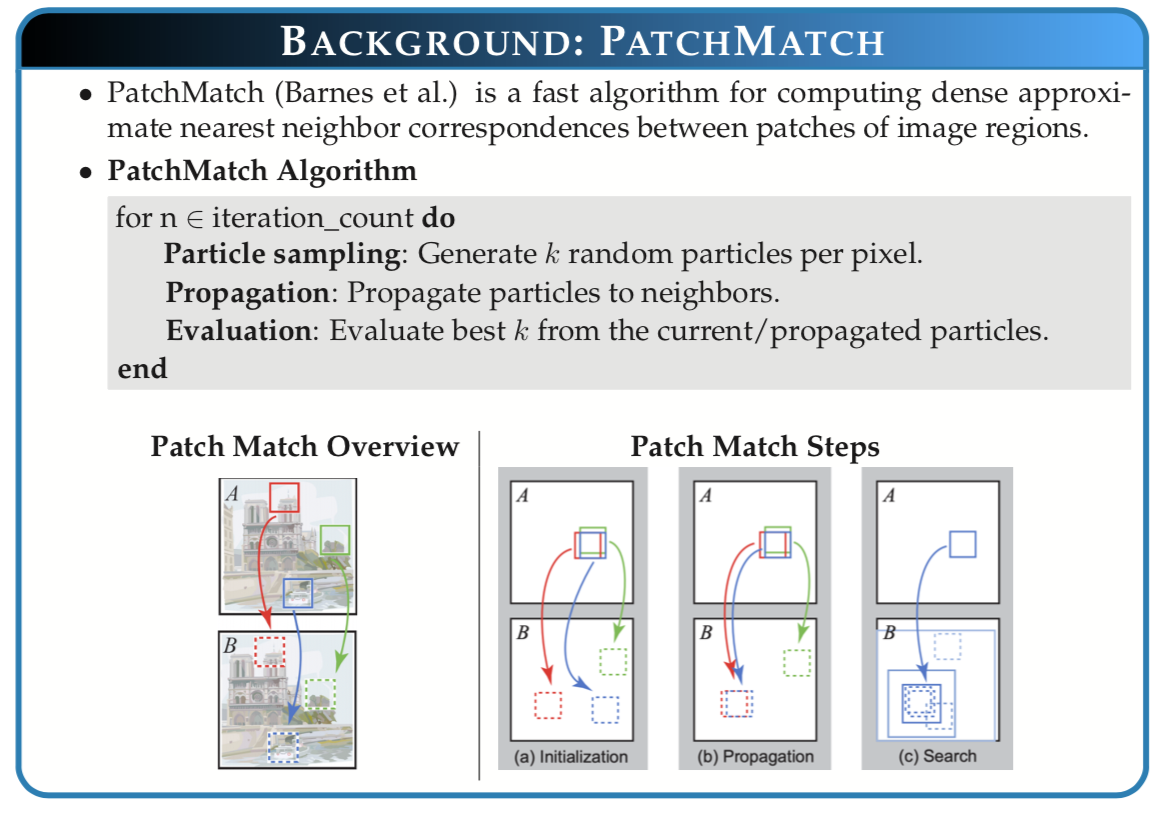 BACKGROUND: PATCHMATCH
• PatchMatch (Barnes et al.) is a fast algorithm for computing dense approxi-
mate nearest neighbor correspondences between patches of image regions.
• PatchMatch Algorithm
for n ∈ iteration_count do
Particle sampling: Generate k random particles per pixel.
Propagation: Propagate particles to neighbors.
Evaluation: Evaluate best k from the current/propagated particles.
end
Patch Match Overview
A
B
Patch Match Steps
A
B
(a) Initialization
A
B
(b) Propagation
A
B
(c) Search